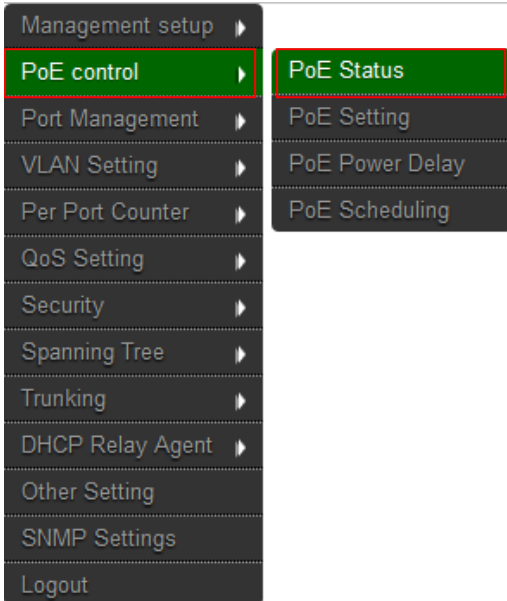 Management setup
PoE control
Port Management
VLAN Setting
Per Port Counter
QoS Setting
Security
Spanning Tree
Trunking
DHCP Relay Agent
Other Setting
SNMP Settings
Logout
PoE Status
PoE Setting
PoE Power Delay
PoE Scheduling